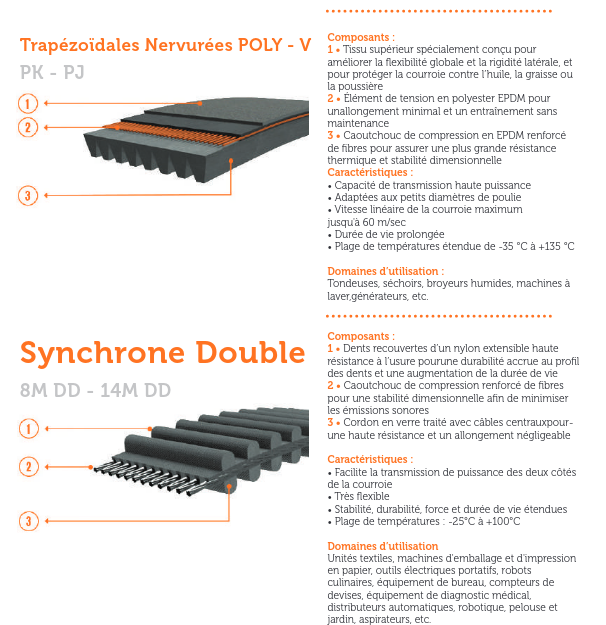 Trapézoïdales Nervurées POLY - V
PK - PJ
1
2
3
Composants :
1 • Tissu supérieur spécialement conçu pour
améliorer la flexibilité globale et la rigidité latérale, et
pour protéger la courroie contre l'huile, la graisse ou
la poussière
2 • Élément de tension en polyester EPDM pour
unallongement minimal et un entraînement sans
maintenance
3 • Caoutchouc de compression en EPDM renforcé
de fibres pour assurer une plus grande résistance
thermique et stabilité dimensionnelle
Caractéristiques :
• Capacité de transmission haute puissance
• Adaptées aux petits diamètres de poulie
• Vitesse linéaire de la courroie maximum
jusqu'à 60 m/sec
• Durée de vie prolongée
• Plage de températures étendue de -35 °C à +135 °C
Domaines d'utilisation :
Tondeuses, séchoirs, broyeurs humides, machines à
laver,générateurs, etc.
Synchrone Double
8M DD - 14M DD
1
2
3
Composants :
1 • Dents recouvertes d'un nylon extensible haute
résistance à l'usure pourune durabilité accrue au profil
des dents et une augmentation de la durée de vie
2 • Caoutchouc de compression renforcé de fibres
pour une stabilité dimensionnelle afin de minimiser
les émissions sonores
3 • Cordon en verre traité avec câbles centrauxpour-
une haute résistance et un allongement négligeable
Caractéristiques :
• Facilite la transmission de puissance des deux côtés
de la courroie
• Très flexible
• Stabilité, durabilité, force et durée de vie étendues
• Plage de températures : -25°C à +100°C
Domaines d'utilisation
Unités textiles, machines d'emballage et d'impression
en papier, outils électriques portatifs, robots
culinaires, équipement de bureau, compteurs de
devises, équipement de diagnostic médical,
distributeurs automatiques, robotique, pelouse et
jardin, aspirateurs, etc.